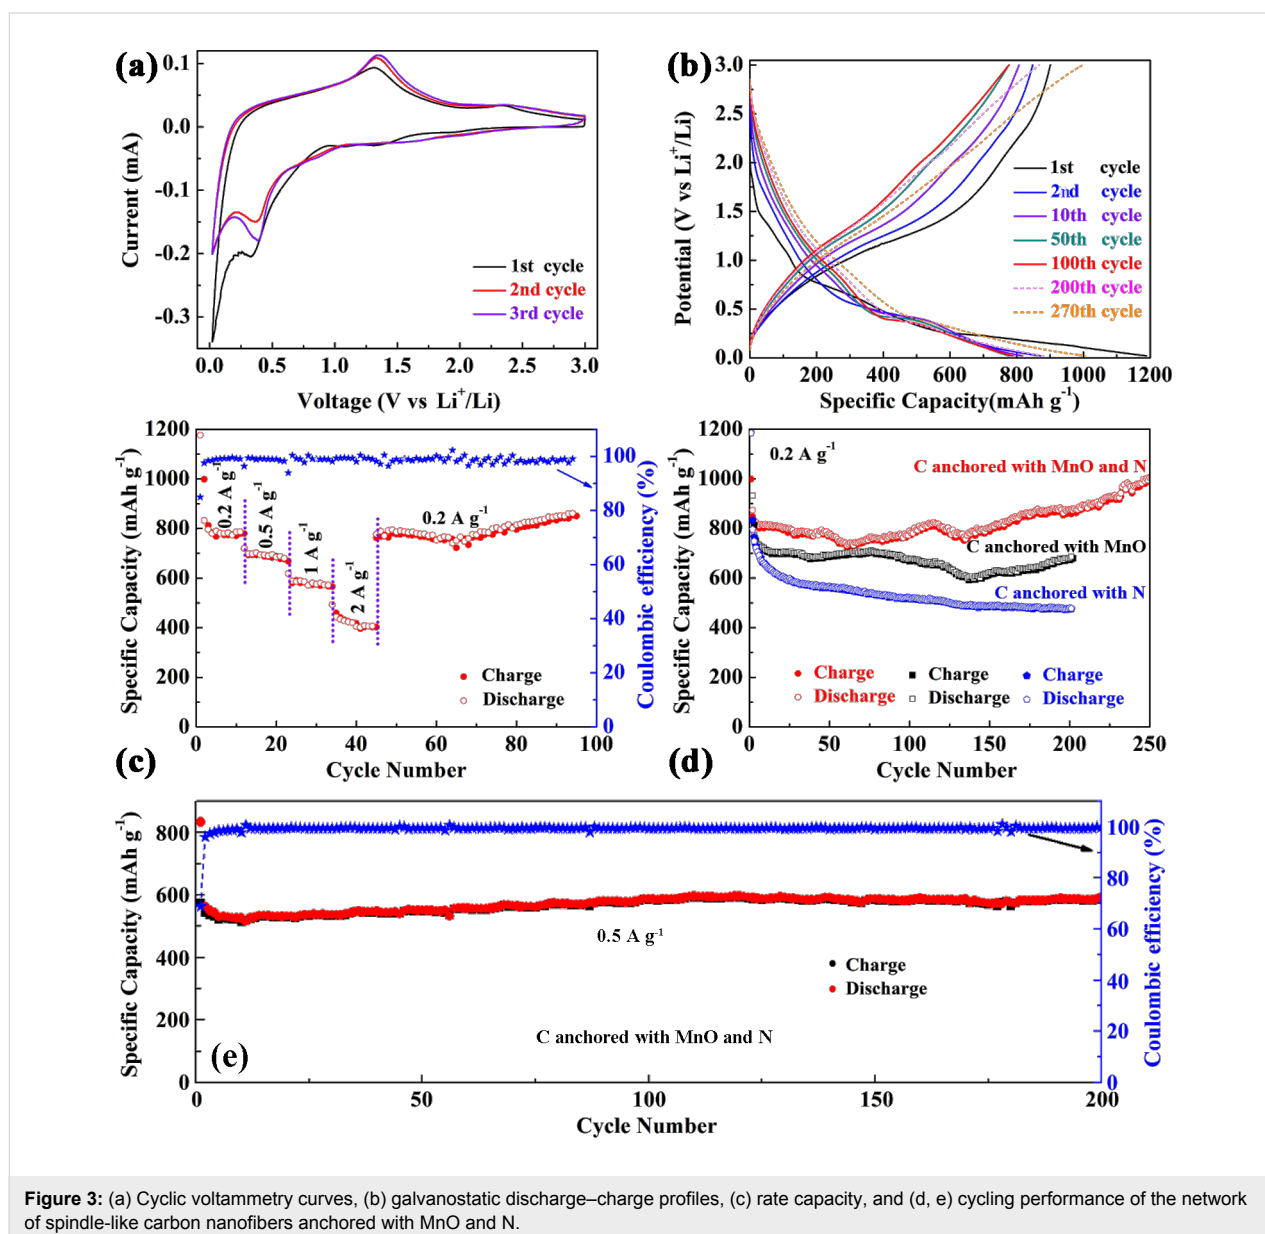 (a)
0.1
0.0
-0.1
-0.2
-0.3
Current (mA)
1st cycle
2nd cycle
3rd cycle
0.0 0.5 1.0 1.5 2.0 2.5 3.0
Voltage (V vs Li⁺/Li)
(b)
3.0
2.5
2.0
1.5
1.0
0.5
0.0
Potential (V vs Li⁺/Li)
1st cycle
2nd cycle
10th cycle
50th cycle
100th cycle
200th cycle
270th cycle
0 200 400 600 800 1000 1200
Specific Capacity(mAh g⁻¹)
1200
1000
800
600
400
200
0
Specific Capacity (mAh g⁻¹)
0.2 A g⁻¹
0.5 A g⁻¹
1 A g⁻¹
2 A g⁻¹
0.2 A g⁻¹
Charge
Discharge
100
80
60
40
20
0
Coulombic efficiency (%)
0 20 40 60 80 100
(c)
Cycle Number
1200
1000
800
600
400
200
0
Specific Capacity (mAh g⁻¹)
0.2 A g⁻¹
C anchored with MnO and N
C anchored with MnO
C anchored with N
Charge Charge Charge
Discharge Discharge Discharge
0 50 100 150 200 250
(d)
Cycle Number
800
600
400
200
0
Specific Capacity (mAh g⁻¹)
0.5 A g⁻¹
Charge
Discharge
C anchored with MnO and N
(e)
100
80
60
40
20
0
Coulombic efficiency (%)
0 50 100 150 200
Cycle Number
Figure 3: (a) Cyclic voltammetry curves, (b) galvanostatic discharge–charge profiles, (c) rate capacity, and (d, e) cycling performance of the network
of spindle-like carbon nanofibers anchored with MnO and N.